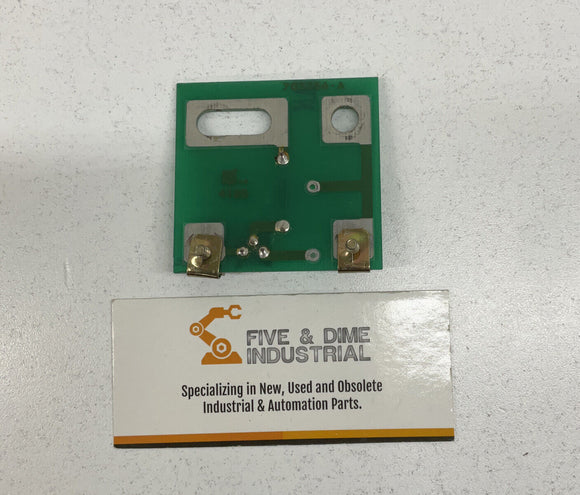 FIVE & DIME
INDUSTRIAL
Specializing in New, Used and Obsolete
Industrial & Automation Parts.